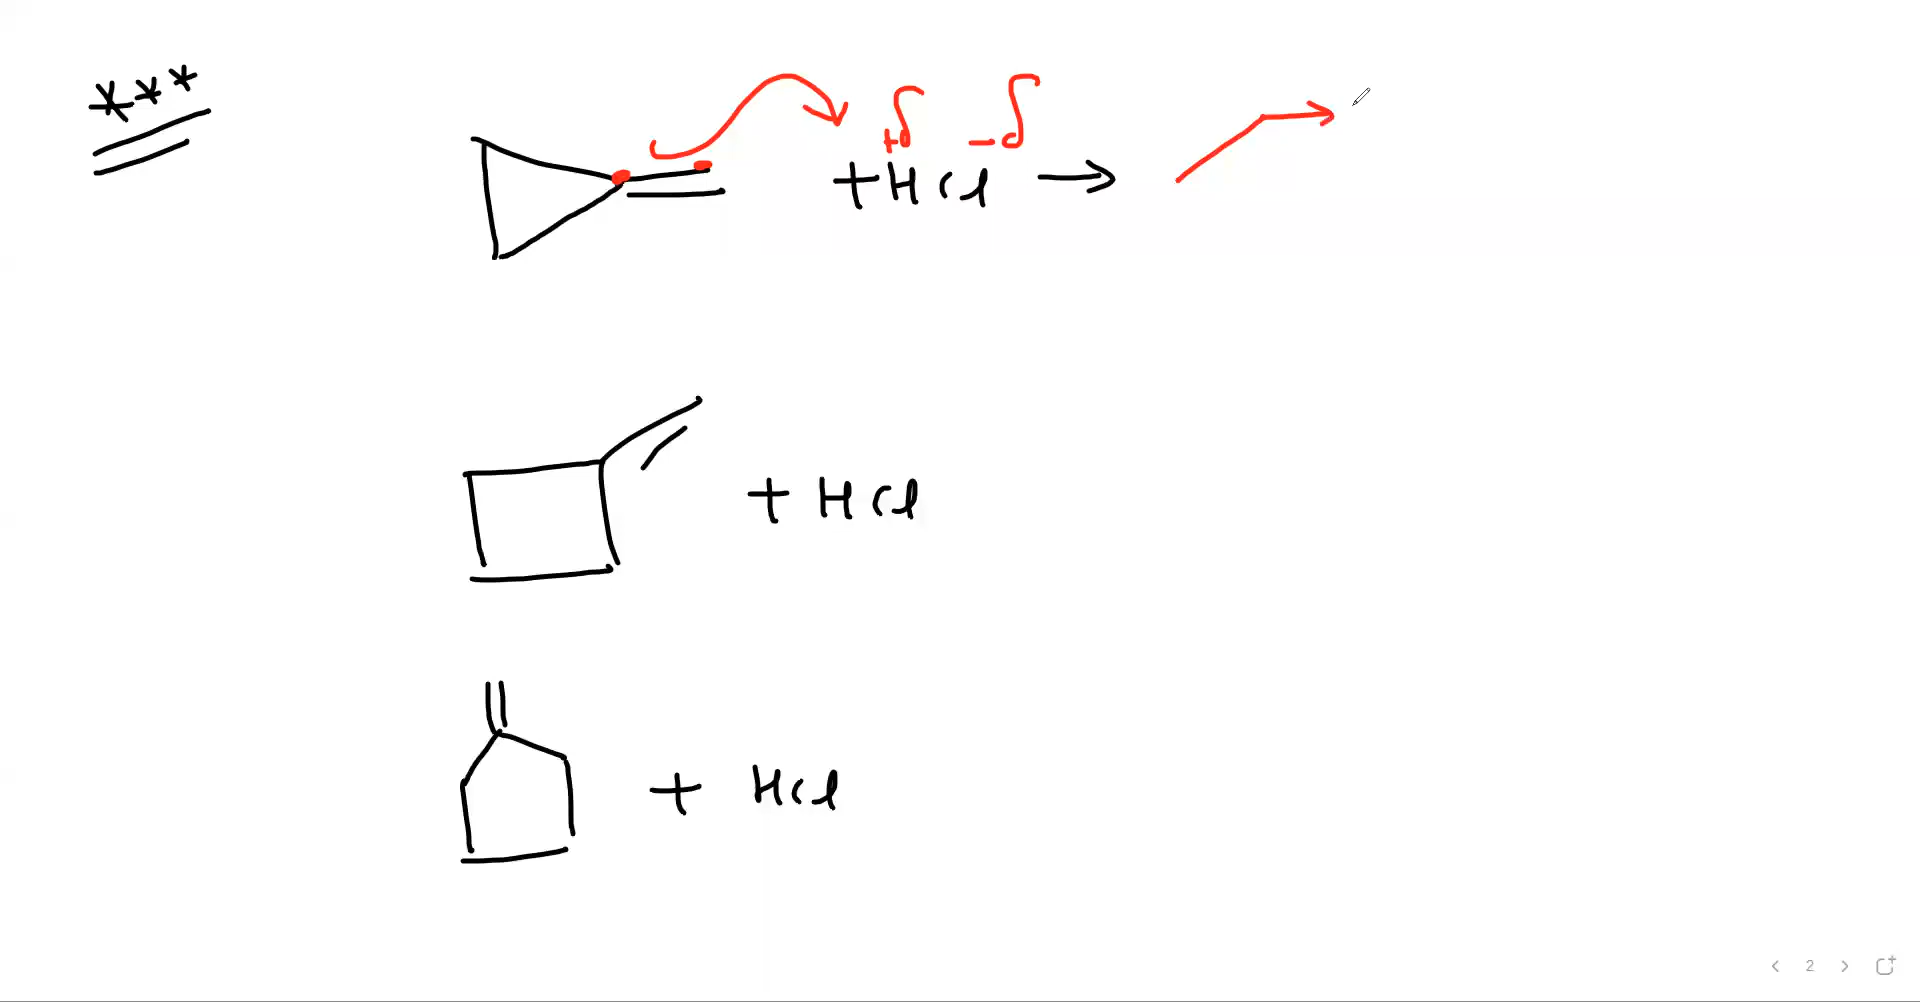 ***
+δ -δ
+HCl →
+ HCl
+ HCl
2